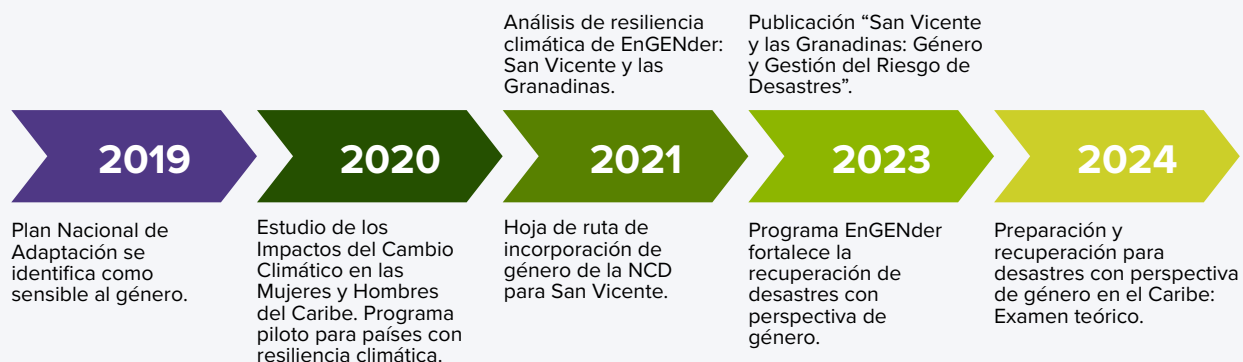 Análisis de resiliencia
climática de EnGENder:
San Vicente y las
Granadinas.
Publicación “San Vicente
y las Granadinas: Género
y Gestión del Riesgo de
Desastres”.
2019
2020
2021
2023
2024
Plan Nacional de
Adaptación se
identifica como
sensible al género.
Estudio de los
Impactos del Cambio
Climático en las
Mujeres y Hombres
del Caribe. Programa
piloto para países con
resiliencia climática.
Hoja de ruta de
incorporación de
género de la NCD
para San Vicente.
Programa EnGENder
fortalece la
recuperación de
desastres con
perspectiva de
género.
Preparación y
recuperación para
desastres con perspectiva
de género en el Caribe:
Examen teórico.